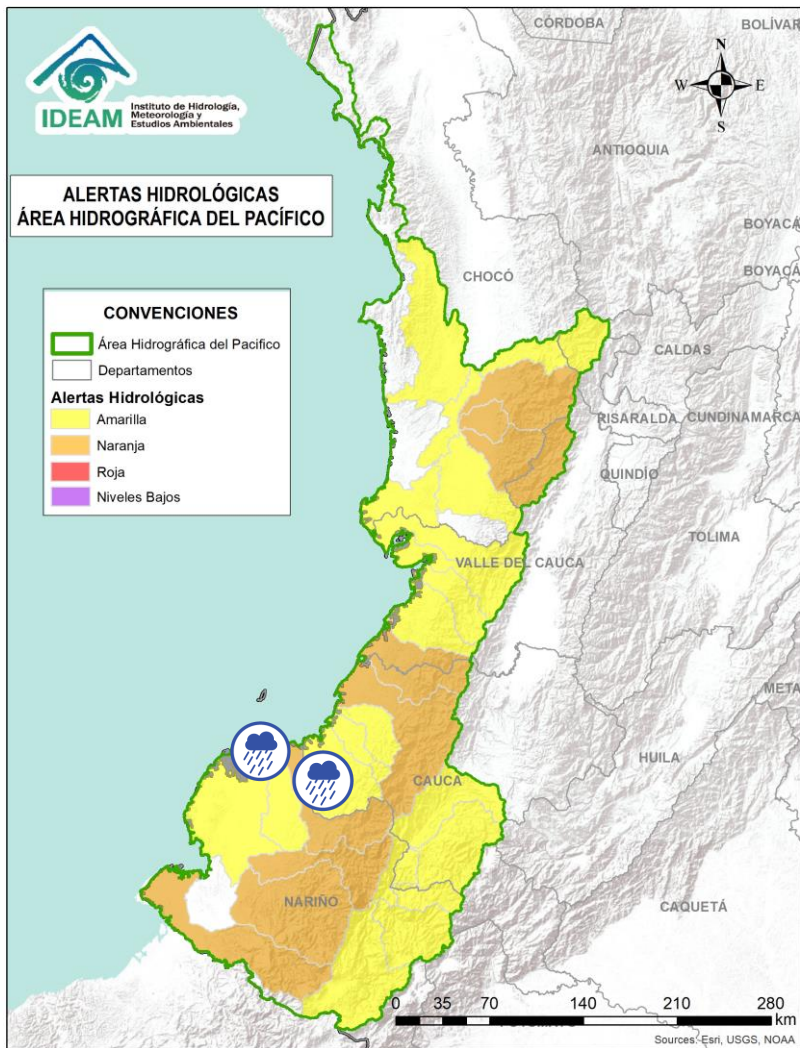 IDEAM
Instituto de Hidrología,
Meteorología y
Estudios Ambientales
CÓRDOBA
BOLÍVAR
N
W
E
S
ANTIOQUIA
ALERTAS HIDROLÓGICAS
ÁREA HIDROGRÁFICA DEL PACÍFICO
BOYACÁ
BOYACÁ
CHOCÓ
CONVENCIONES
Área Hidrográfica del Pacifico
Departamentos
Alertas Hidrológicas
Amarilla
Naranja
Roja
Niveles Bajos
CALDAS
RISARALDA
CUNDINAMARCA
QUINDÍO
TOLIMA
VALLE DEL CAUCA
META
HUILA
CAUCA
NARIÑO
CAQUETÁ
0 35 70 140 210 280
km
Sources: Esri, USGS, NOAA